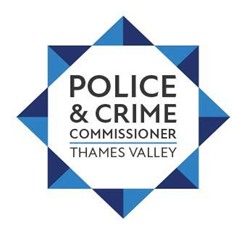 POLICE
& CRIME
COMMISSIONER
THAMES VALLEY